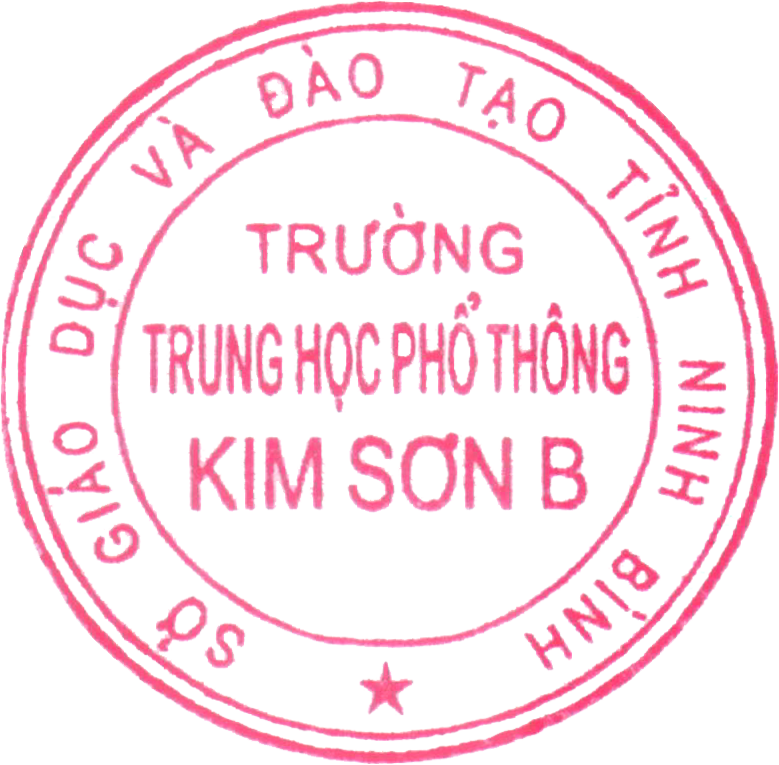 SỞ GIÁO DỤC VÀ ĐÀO TẠO TỈNH NINH BÌNH
TRƯỜNG
TRUNG HỌC PHỔ THÔNG
KIM SƠN B